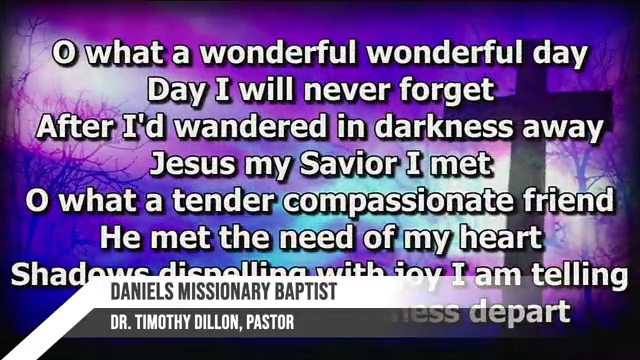 O what a wonderful wonderful day
Day I will never forget
After I'd wandered in darkness away
Jesus my Savior I met
O what a tender compassionate friend
He met the need of my heart
Shadows dispelling with joy I am telling
depart
DANIELS MISSIONARY BAPTIST
DR. TIMOTHY DILLON, PASTOR